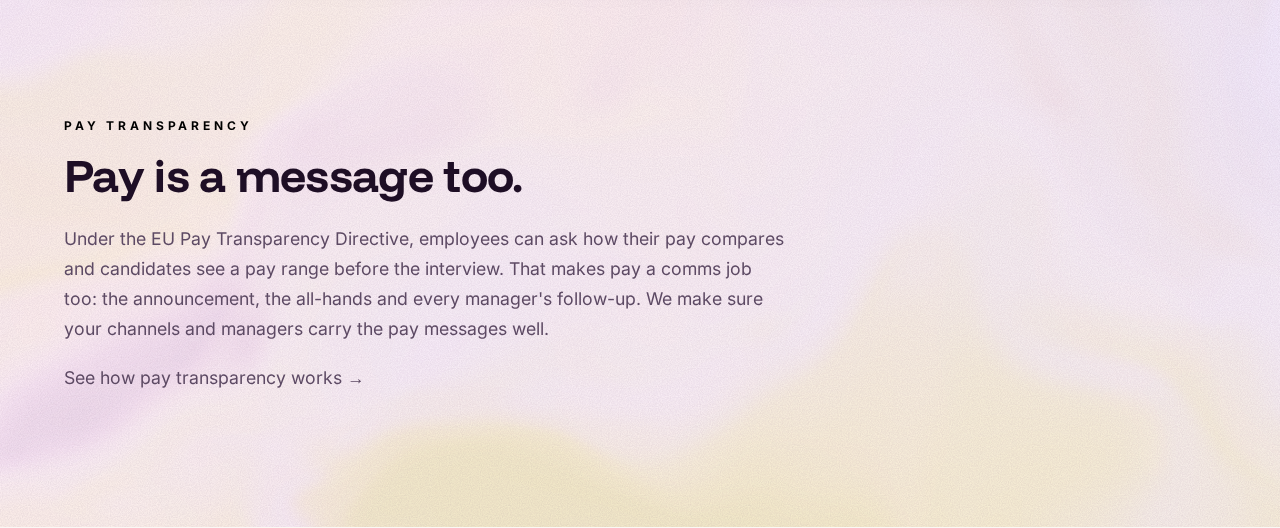 PAY TRANSPARENCY
Pay is a message too.
Under the EU Pay Transparency Directive, employees can ask how their pay compares
and candidates see a pay range before the interview. That makes pay a comms job
too: the announcement, the all-hands and every manager's follow-up. We make sure
your channels and managers carry the pay messages well.
See how pay transparency works →